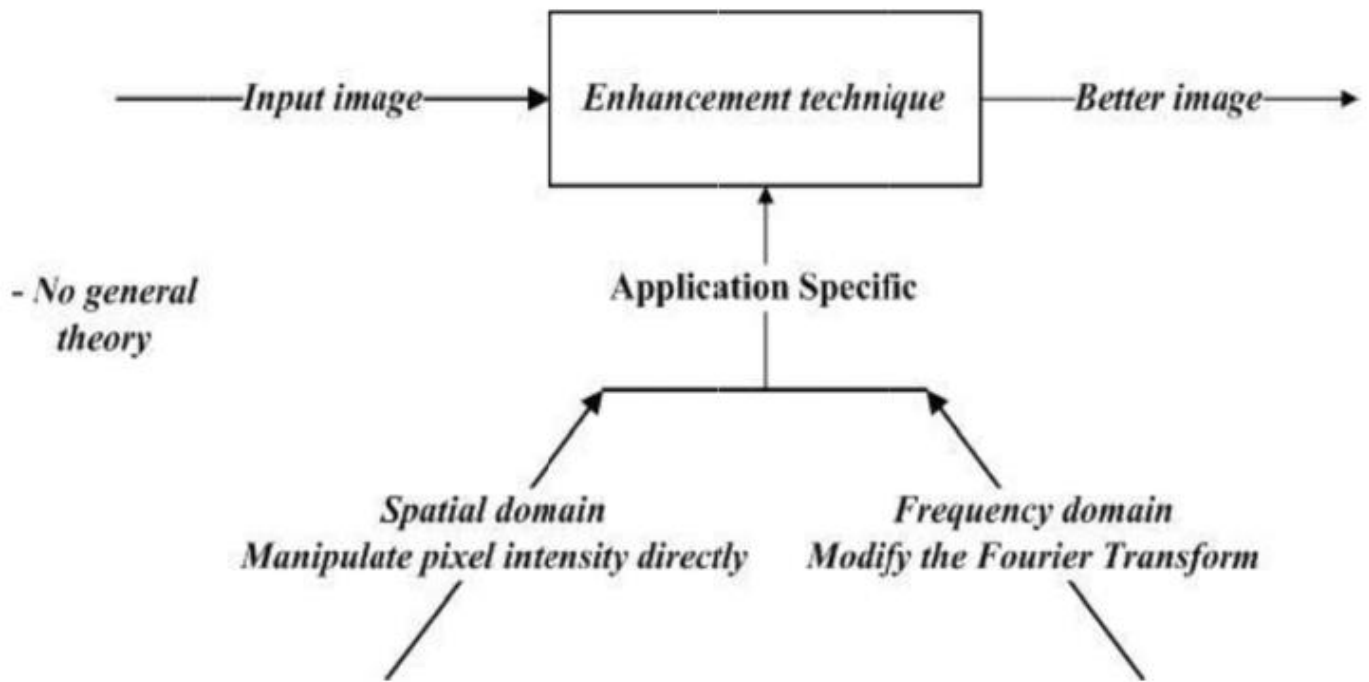 Input image
Enhancement technique
Better image
- No general
theory
Application Specific
Spatial domain
Manipulate pixel intensity directly
Frequency domain
Modify the Fourier Transform